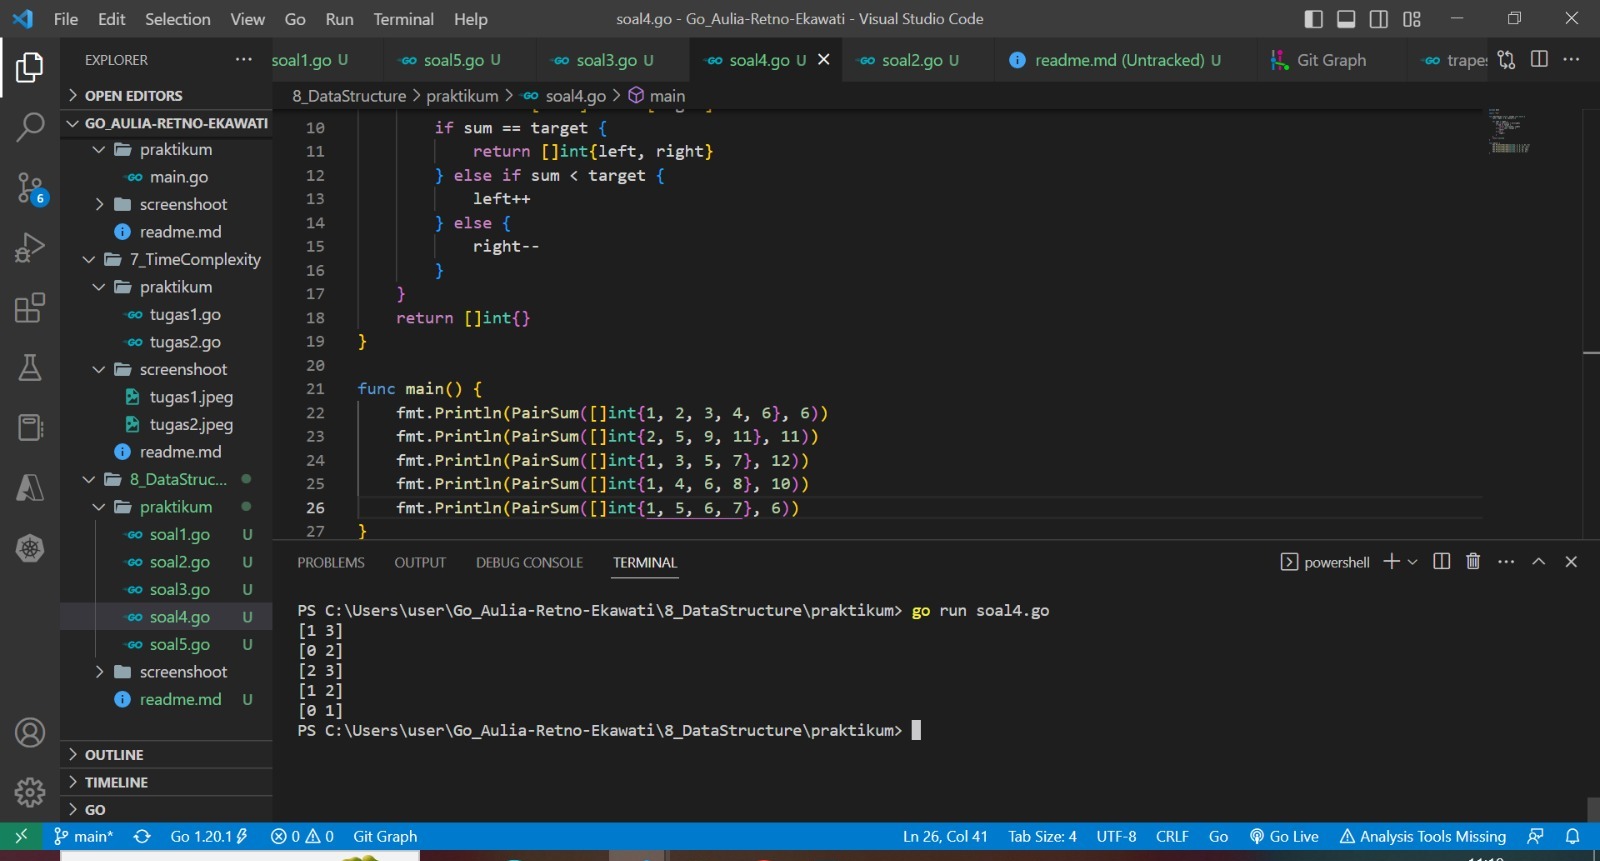 File Edit Selection View Go Run Terminal Help
soal4.go - Go_Aulia-Retno-Ekawati - Visual Studio Code
EXPLORER
soal1.go U
soal5.go U
soal3.go U
soal4.go U
soal2.go U
readme.md (Untracked) U
Git Graph
OPEN EDITORS
GO_AULIA-RETNO-EKAWATI
praktikum
main.go
screenshoot
readme.md
7_TimeComplexity
praktikum
tugas1.go
tugas2.go
screenshoot
tugas1.jpeg
tugas2.jpeg
readme.md
8_DataStruc...
praktikum
soal1.go U
soal2.go U
soal3.go U
soal4.go U
soal5.go U
screenshoot
readme.md U
OUTLINE
TIMELINE
GO
6
8_DataStructure > praktikum > soal4.go > main
10 if sum == target {
11 return []int{left, right}
12 } else if sum < target {
13 left++
14 } else {
15 right--
16 }
17 }
18 return []int{}
19 }
20
21 func main() {
22 fmt.Println(PairSum([]int{1, 2, 3, 4, 6}, 6))
23 fmt.Println(PairSum([]int{2, 5, 9, 11}, 11))
24 fmt.Println(PairSum([]int{1, 3, 5, 7}, 12))
25 fmt.Println(PairSum([]int{1, 4, 6, 8}, 10))
26 fmt.Println(PairSum([]int{1, 5, 6, 7}, 6))
27 }
PROBLEMS OUTPUT DEBUG CONSOLE TERMINAL
powershell
PS C:\Users\user\Go_Aulia-Retno-Ekawati\8_DataStructure\praktikum> go run soal4.go
[1 3]
[0 2]
[2 3]
[1 2]
[0 1]
PS C:\Users\user\Go_Aulia-Retno-Ekawati\8_DataStructure\praktikum>
main* Go 1.20.1 0 0 Git Graph
Ln 26, Col 41 Tab Size: 4 UTF-8 CRLF Go Go Live Analysis Tools Missing